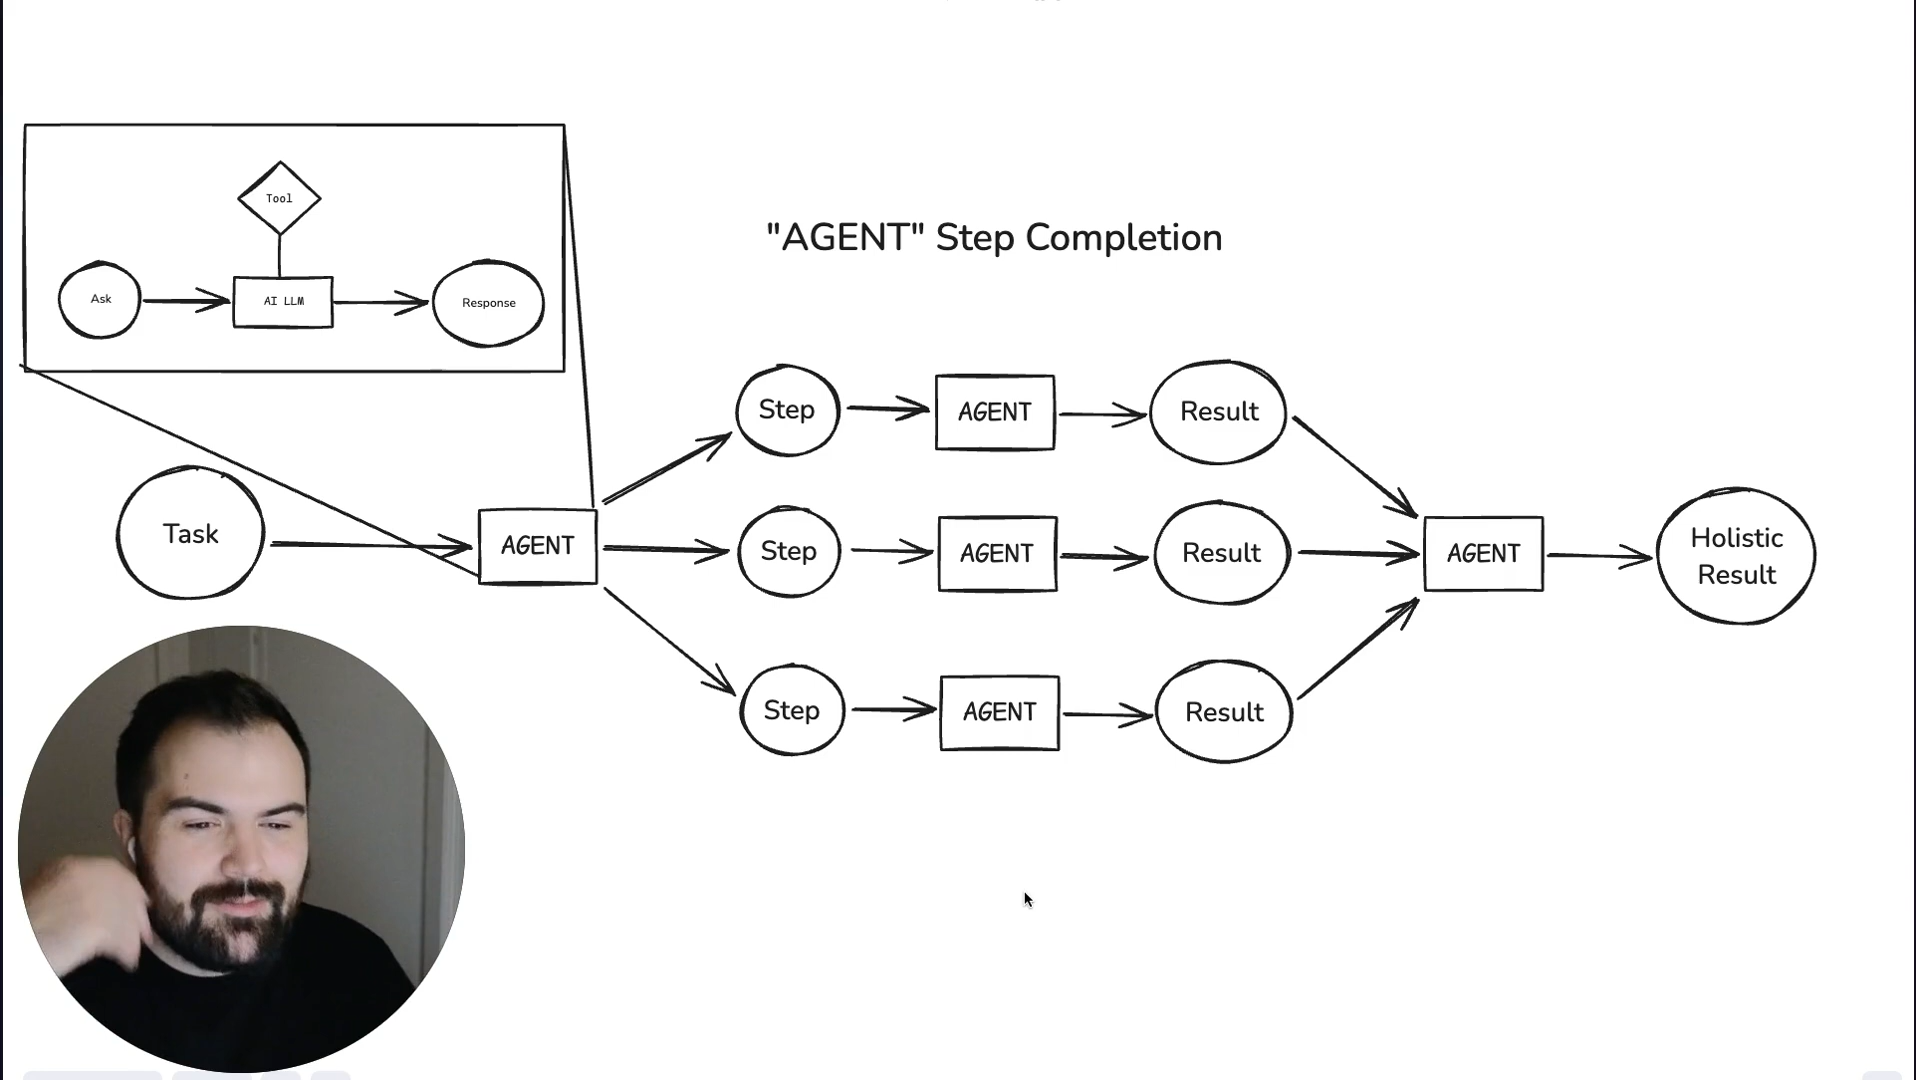 Tool
Ask
AI LLM
Response
"AGENT" Step Completion
Task
AGENT
Step
AGENT
Result
Step
AGENT
Result
Step
AGENT
Result
AGENT
Holistic
Result